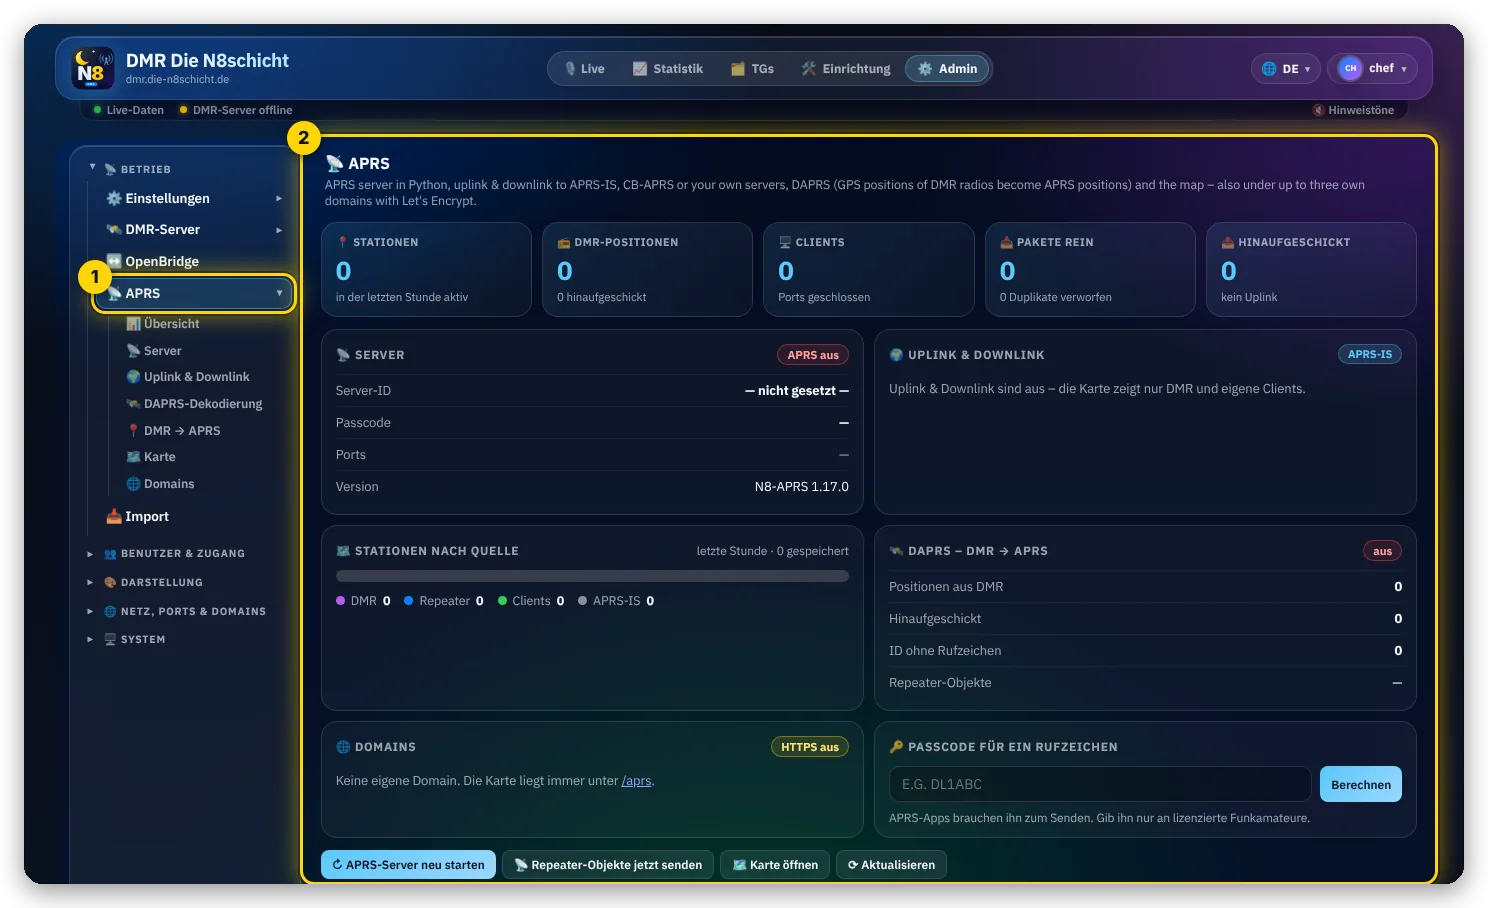 N8
DMR Die N8schicht
dmr.die-n8schicht.de
Live
Statistik
TGs
Einrichtung
Admin
DE ▾
CH chef ▾
Live-Daten
DMR-Server offline
Hinweistöne
1
2
BETRIEB
Einstellungen
DMR-Server
OpenBridge
APRS
Übersicht
Server
Uplink & Downlink
DAPRS-Dekodierung
DMR → APRS
Karte
Domains
Import
BENUTZER & ZUGANG
DARSTELLUNG
NETZ, PORTS & DOMAINS
SYSTEM
APRS
APRS server in Python, uplink & downlink to APRS-IS, CB-APRS or your own servers, DAPRS (GPS positions of DMR radios become APRS positions) and the map – also under up to three own
domains with Let's Encrypt.
STATIONEN
0
in der letzten Stunde aktiv
DMR-POSITIONEN
0
0 hinaufgeschickt
CLIENTS
0
Ports geschlossen
PAKETE REIN
0
0 Duplikate verworfen
HINAUFGESCHICKT
0
kein Uplink
SERVER
APRS aus
Server-ID — nicht gesetzt —
Passcode —
Ports —
Version N8-APRS 1.17.0
UPLINK & DOWNLINK
APRS-IS
Uplink & Downlink sind aus – die Karte zeigt nur DMR und eigene Clients.
STATIONEN NACH QUELLE
letzte Stunde · 0 gespeichert
DMR 0 Repeater 0 Clients 0 APRS-IS 0
DAPRS – DMR → APRS
aus
Positionen aus DMR 0
Hinaufgeschickt 0
ID ohne Rufzeichen 0
Repeater-Objekte —
DOMAINS
HTTPS aus
Keine eigene Domain. Die Karte liegt immer unter /aprs.
PASSCODE FÜR EIN RUFZEICHEN
E.G. DL1ABC
Berechnen
APRS-Apps brauchen ihn zum Senden. Gib ihn nur an lizenzierte Funkamateure.
↻ APRS-Server neu starten
Repeater-Objekte jetzt senden
Karte öffnen
⟳ Aktualisieren